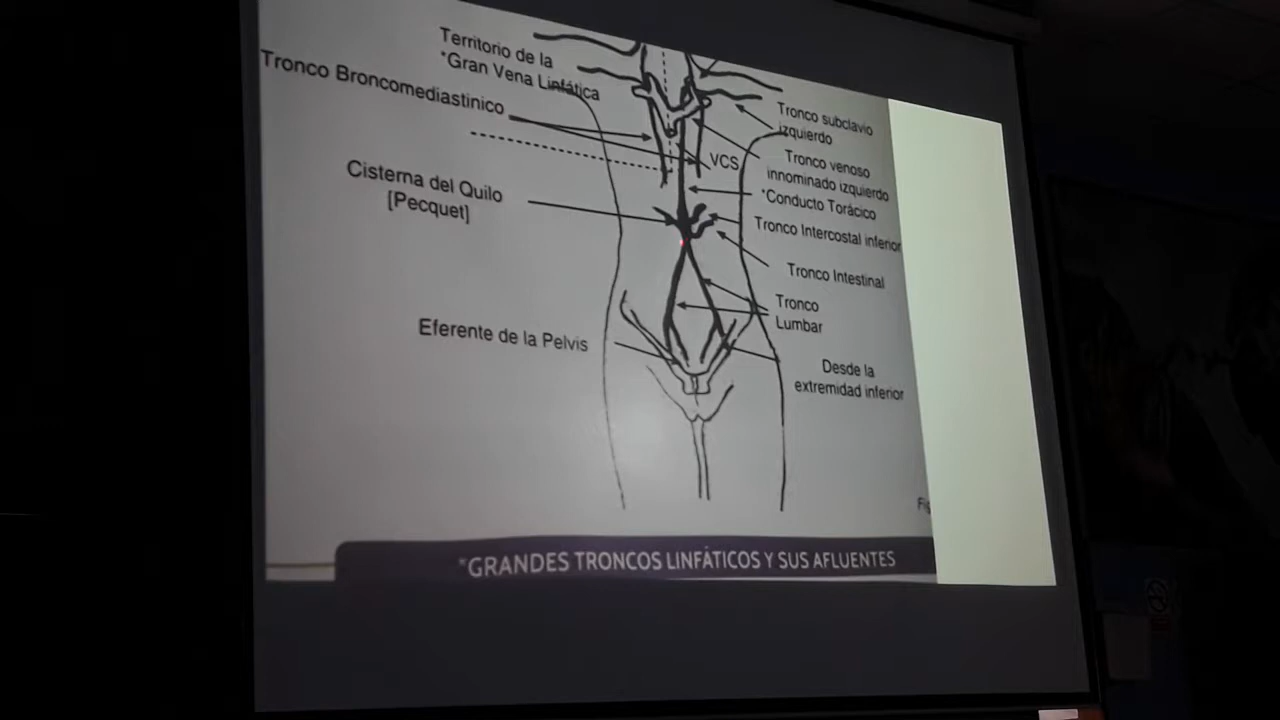 Territorio de la
*Gran Vena Linfática
Tronco Broncomediastinico
Cisterna del Quilo
[Pecquet]
Eferente de la Pelvis
Tronco subclavio
izquierdo
VCS
Tronco venoso
innominado izquierdo
*Conducto Torácico
Tronco Intercostal inferior
Tronco Intestinal
Tronco
Lumbar
Desde la
extremidad inferior
*GRANDES TRONCOS LINFÁTICOS Y SUS AFLUENTES